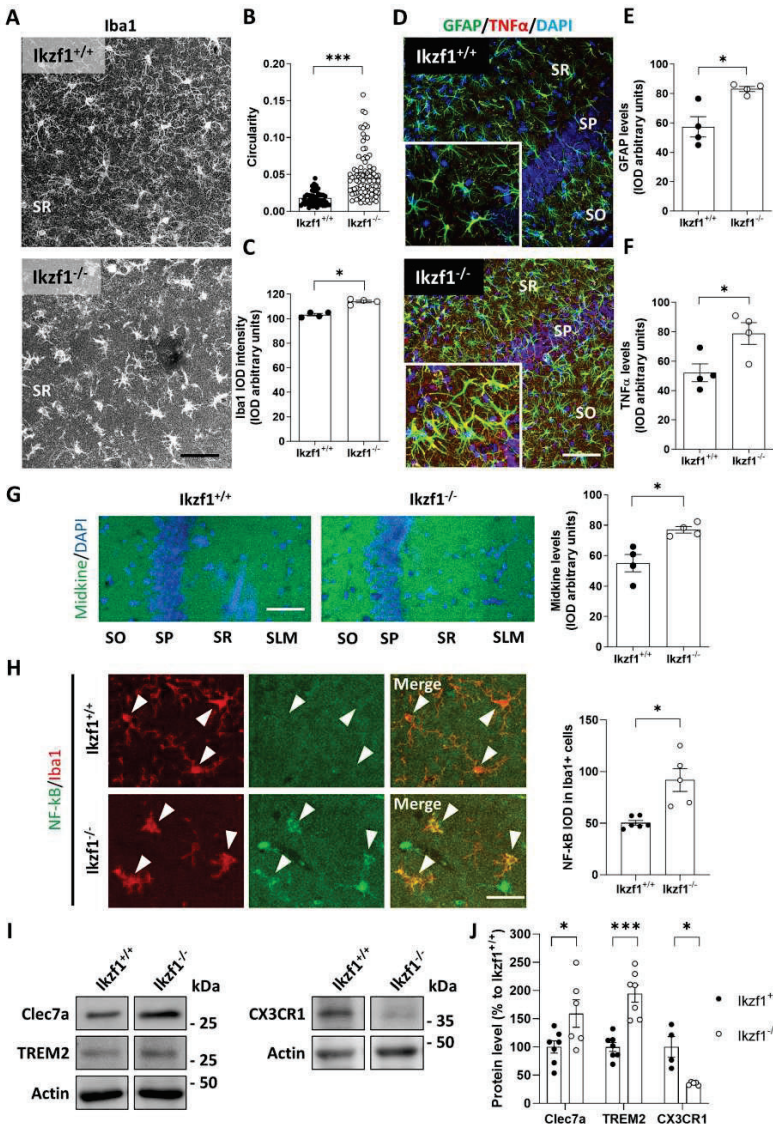 A
Iba1
Ikzf1+/+
SR
Ikzf1-/-
SR
B
***
Circularity
0.20
0.15
0.10
0.05
0.00
Ikzf1+/+ Ikzf1-/-
C
*
Iba1 IOD intensity
(IOD arbitrary units)
120
100
80
60
40
20
0
Ikzf1+/+ Ikzf1-/-
D
GFAP/TNFα/DAPI
Ikzf1+/+
SR
SP
SO
Ikzf1-/-
SR
SP
SO
E
*
GFAP levels
(IOD arbitrary units)
100
80
60
40
20
0
Ikzf1+/+ Ikzf1-/-
F
*
TNFα levels
(IOD arbitrary units)
100
80
60
40
20
0
Ikzf1+/+ Ikzf1-/-
G
Ikzf1+/+ Ikzf1-/-
Midkine/DAPI
SO SP SR SLM SO SP SR SLM
*
Midkine levels
(IOD arbitrary units)
100
80
60
40
20
0
Ikzf1+/+ Ikzf1-/-
H
NF-kB/Iba1
Ikzf1+/+
Merge
Ikzf1-/-
Merge
*
NF-kB IOD in Iba1+ cells
150
100
50
0
Ikzf1+/+ Ikzf1-/-
I
Ikzf1+/+ Ikzf1-/- kDa
Clec7a - 25
TREM2 - 25
Actin - 50
Ikzf1+/+ Ikzf1-/- kDa
CX3CR1 - 35
Actin - 50
J
* *** *
Protein level (% to Ikzf1+/+)
300
250
200
150
100
50
0
Clec7a TREM2 CX3CR1
Ikzf1+
Ikzf1-/